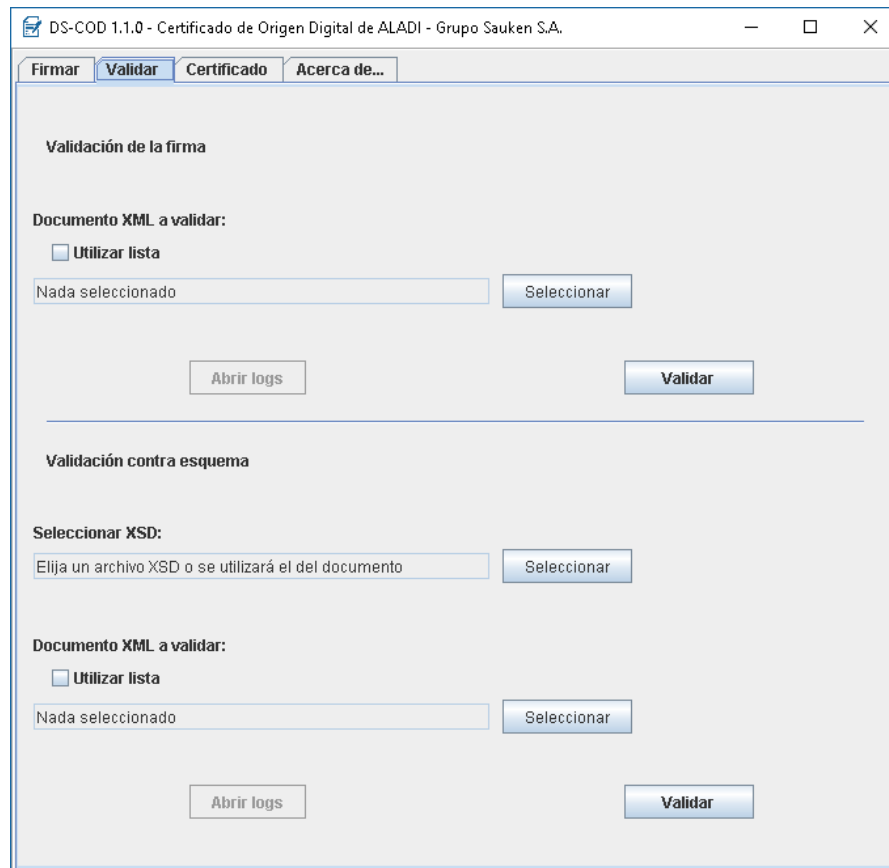 DS-COD 1.1.0 - Certificado de Origen Digital de ALADI - Grupo Sauken S.A.
Firmar Validar Certificado Acerca de...
Validación de la firma
Documento XML a validar:
Utilizar lista
Nada seleccionado Seleccionar
Abrir logs Validar
Validación contra esquema
Seleccionar XSD:
Elija un archivo XSD o se utilizará el del documento Seleccionar
Documento XML a validar:
Utilizar lista
Nada seleccionado Seleccionar
Abrir logs Validar